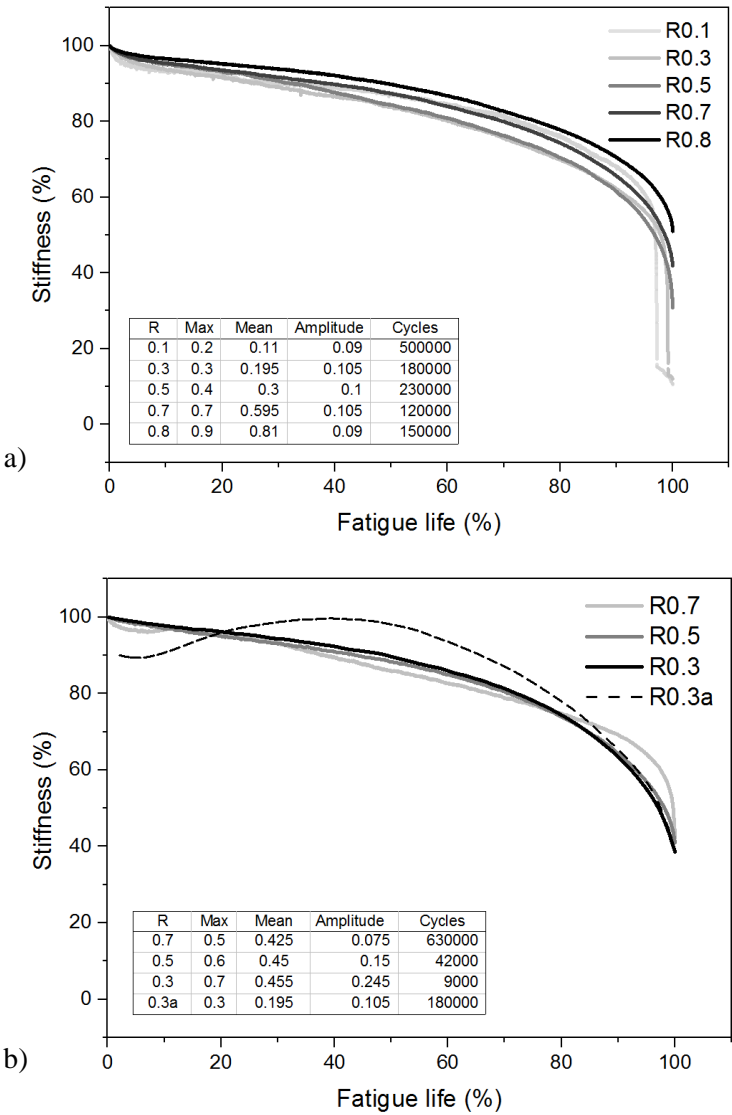 a)
Stiffness (%)
100
80
60
40
20
0
R0.1
R0.3
R0.5
R0.7
R0.8
R Max Mean Amplitude Cycles
0.1 0.2 0.11 0.09 500000
0.3 0.3 0.195 0.105 180000
0.5 0.4 0.3 0.1 230000
0.7 0.7 0.595 0.105 120000
0.8 0.9 0.81 0.09 150000
0 20 40 60 80 100
Fatigue life (%)
b)
Stiffness (%)
100
80
60
40
20
0
R0.7
R0.5
R0.3
R0.3a
R Max Mean Amplitude Cycles
0.7 0.5 0.425 0.075 630000
0.5 0.6 0.45 0.15 42000
0.3 0.7 0.455 0.245 9000
0.3a 0.3 0.195 0.105 180000
0 20 40 60 80 100
Fatigue life (%)